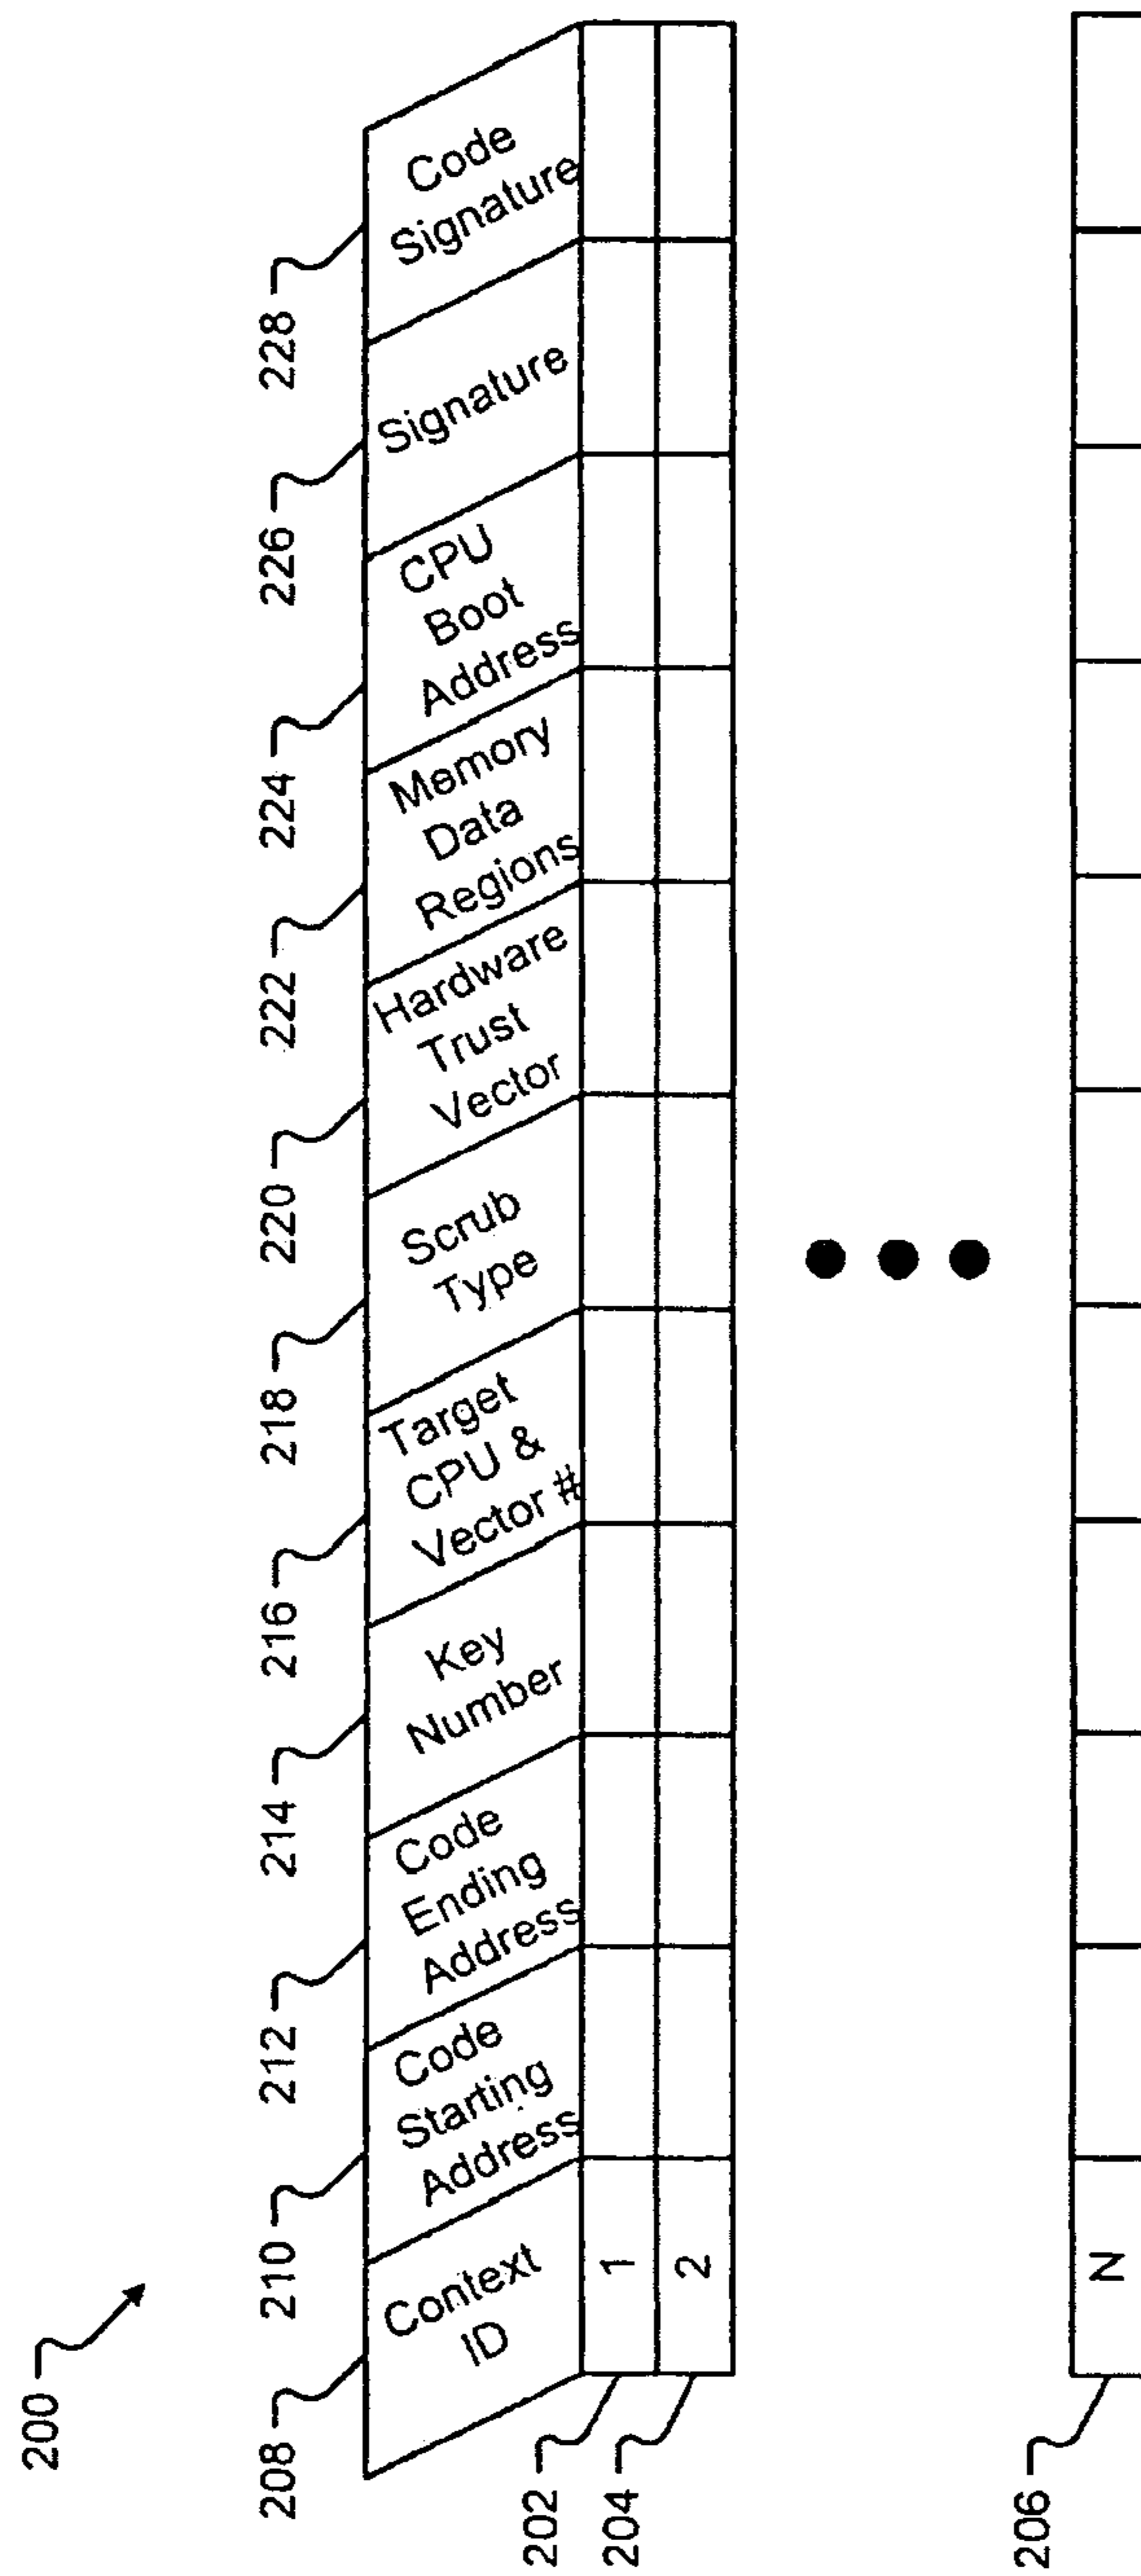 200
208
210
212
214
216
218
220
222
224
226
228
Context
ID
Code
Starting
Address
Code
Ending
Address
Key
Number
Target
CPU &
Vector #
Scrub
Type
Hardware
Trust
Vector
Memory
Data
Regions
CPU
Boot
Address
Signature
Code
Signature
202
1
204
2
206
N